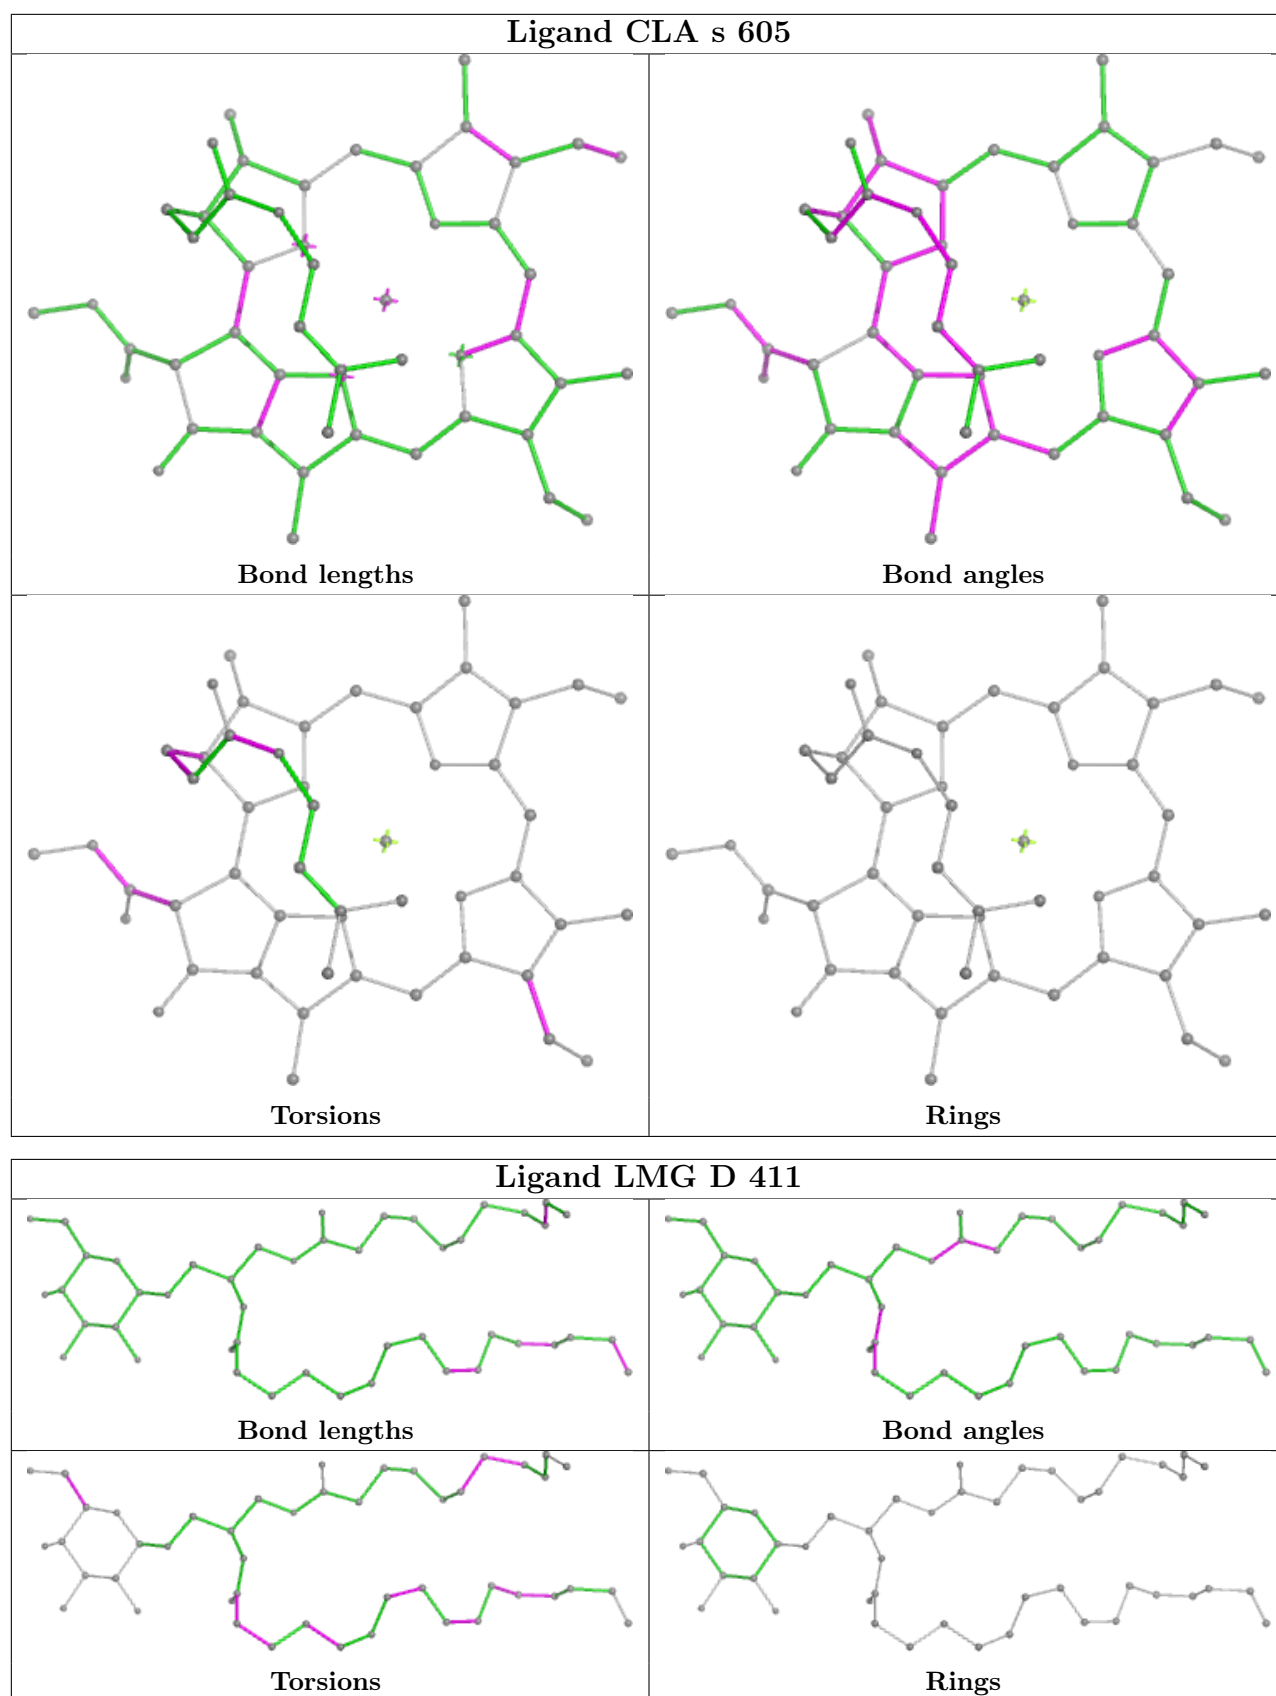 Ligand CLA s 605
Bond lengths
Bond angles
Torsions
Rings
Ligand LMG D 411
Bond lengths
Bond angles
Torsions
Rings